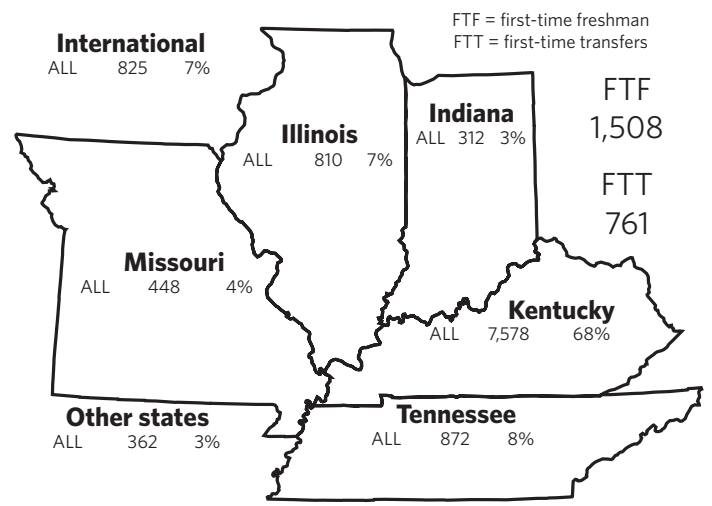 FTF = first-time freshman
FTT = first-time transfers
International
ALL 825 7%
FTF
1,508
Illinois
ALL 810 7%
Indiana
ALL 312 3%
FTT
761
Missouri
ALL 448 4%
Kentucky
ALL 7,578 68%
Other states
ALL 362 3%
Tennessee
ALL 872 8%